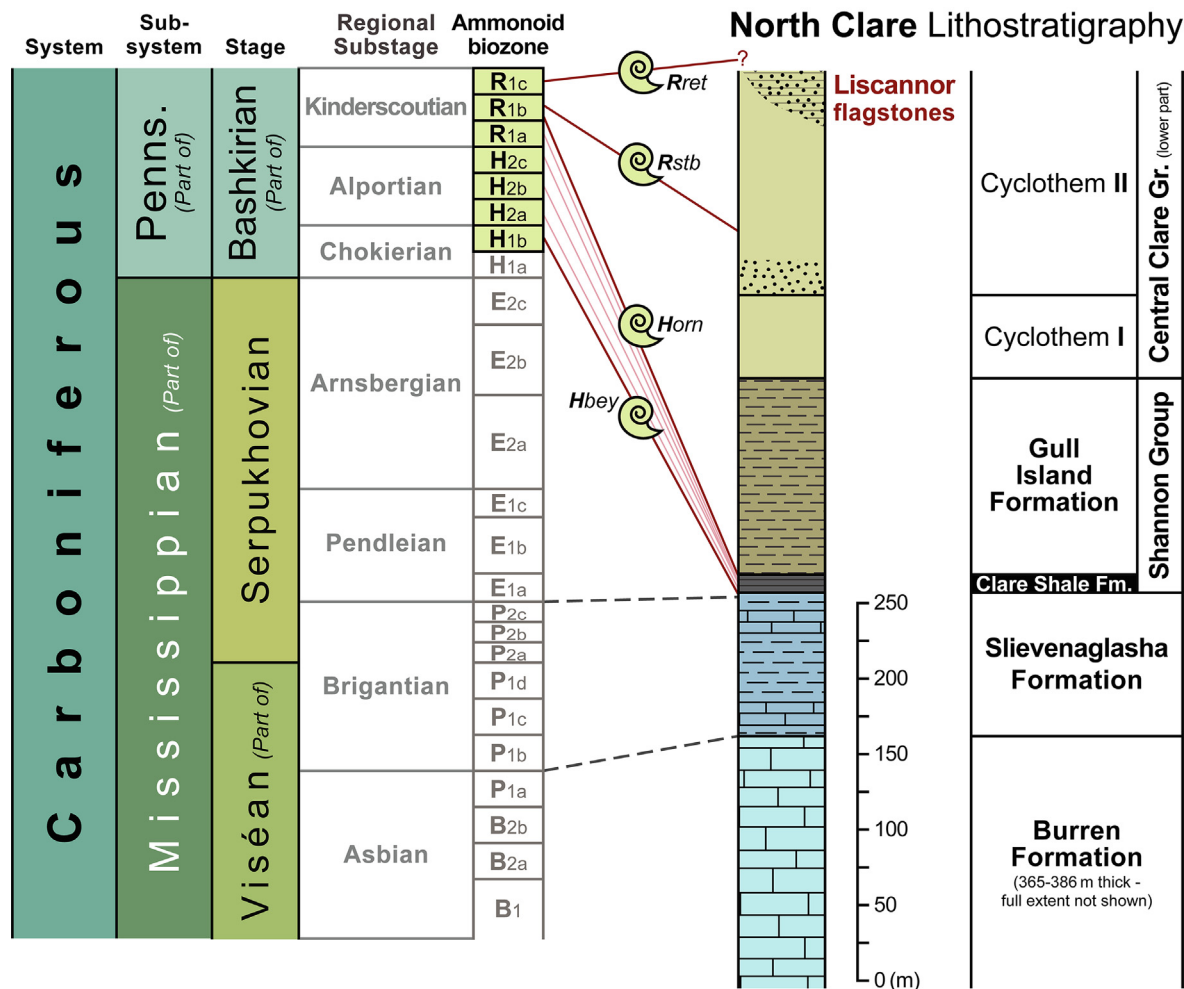 North Clare Lithostratigraphy
System
Sub-
system
Stage
Regional
Substage
Ammonoid
biozone
Carboniferous
Penns.
(Part of)
Mississippian (Part of)
Bashkirian
(Part of)
Serpukhovian
Viséan (Part of)
Kinderscoutian
Alportian
Chokierian
Arnsbergian
Pendleian
Brigantian
Asbian
R1c
R1b
R1a
H2c
H2b
H2a
H1b
H1a
E2c
E2b
E2a
E1c
E1b
E1a
P2c
P2b
P2a
P1d
P1c
P1b
P1a
B2b
B2a
B1
Rret
Rstb
Horn
Hbey
?
Liscannor
flagstones
250
200
150
100
50
0 (m)
Cyclothem II
Cyclothem I
Gull
Island
Formation
Clare Shale Fm.
Slievenaglasha
Formation
Burren
Formation
(365-386 m thick -
full extent not shown)
Central Clare Gr. (lower part)
Shannon Group